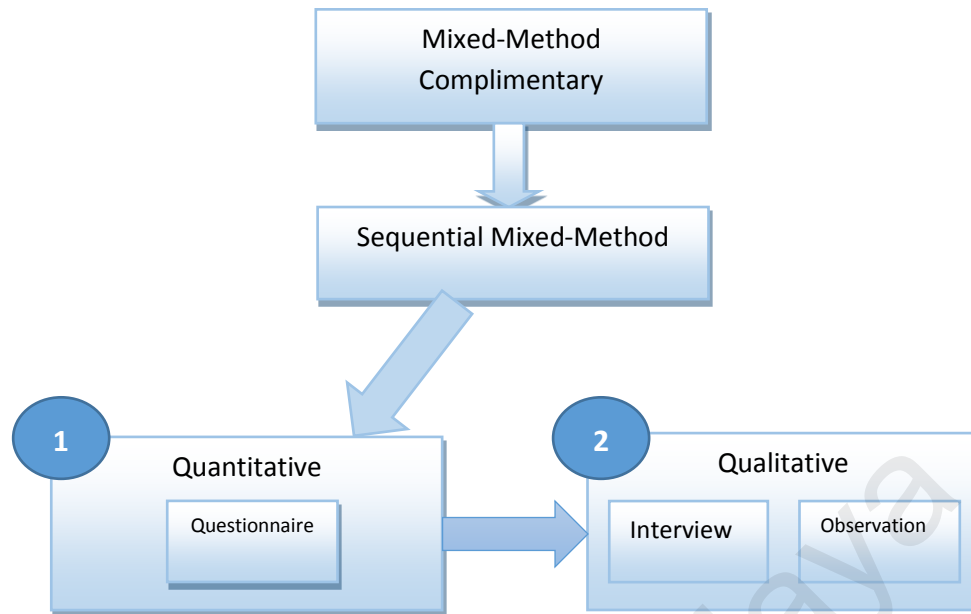 Mixed-Method
Complimentary
Sequential Mixed-Method
1
Quantitative
Questionnaire
2
Qualitative
Interview
Observation